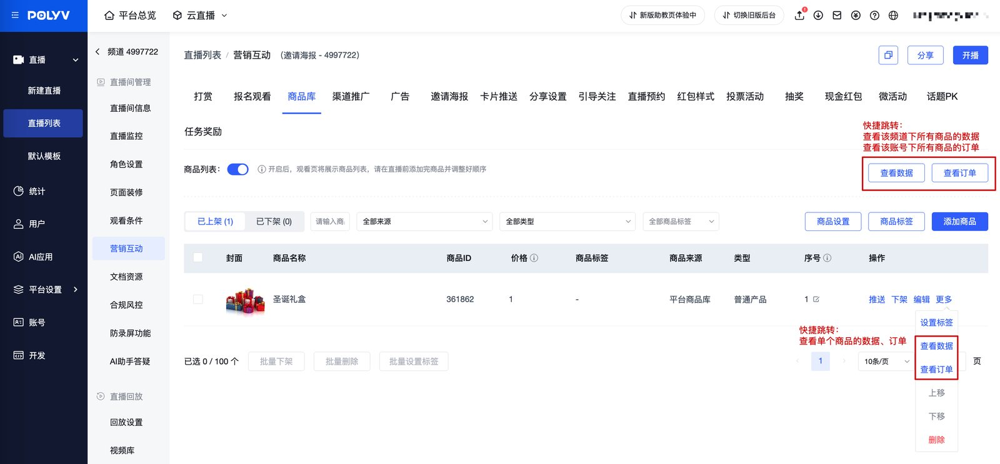 POLYV
平台总览
云直播
新版助教页体验中
切换旧版后台
直播
新建直播
直播列表
默认模板
统计
用户
AI应用
平台设置
账号
开发
频道 4997722
直播间管理
直播间信息
直播监控
角色设置
页面装修
观看条件
营销互动
文档资源
合规风控
防录屏功能
AI助手答疑
直播回放
回放设置
视频库
直播列表 / 营销互动 (邀请海报 - 4997722)
分享
开播
打赏 报名观看 商品库 渠道推广 广告 邀请海报 卡片推送 分享设置 引导关注 直播预约 红包样式 投票活动 抽奖 现金红包 微活动 话题PK
任务奖励
快捷跳转：
查看该频道下所有商品的数据
查看该账号下所有商品的订单
商品列表： 开启后，观看页将展示商品列表，请在直播前添加完商品并调整好顺序
查看数据 查看订单
已上架 (1) 已下架 (0) 请输入商 全部来源 全部类型 全部商品标签 商品设置 商品标签 添加商品
封面 商品名称 商品ID 价格 商品标签 商品来源 类型 序号 操作
圣诞礼盒 361862 1 - 平台商品库 普通产品 1 推送 下架 编辑 更多
设置标签
快捷跳转：
查看单个商品的数据、订单
查看数据
查看订单
上移
下移
删除
已选 0 / 100 个 批量下架 批量删除 批量设置标签 1 10条/页 页